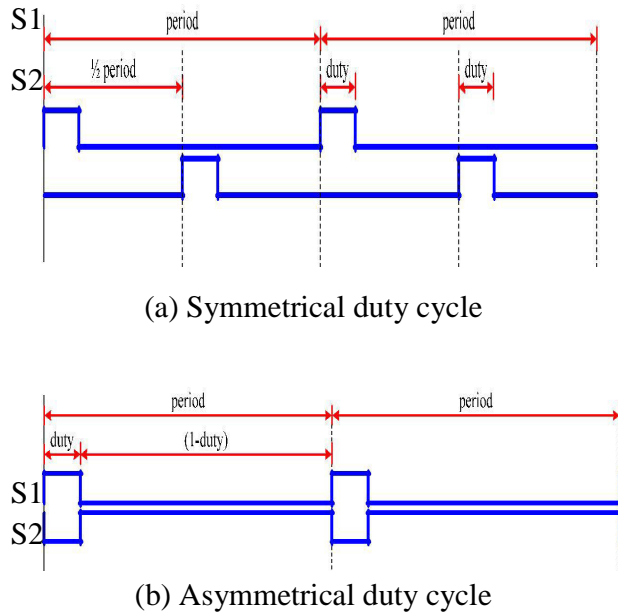 S1
period
period
S2
½ period
duty
duty
(a) Symmetrical duty cycle
period
period
duty
(1-duty)
S1
S2
(b) Asymmetrical duty cycle